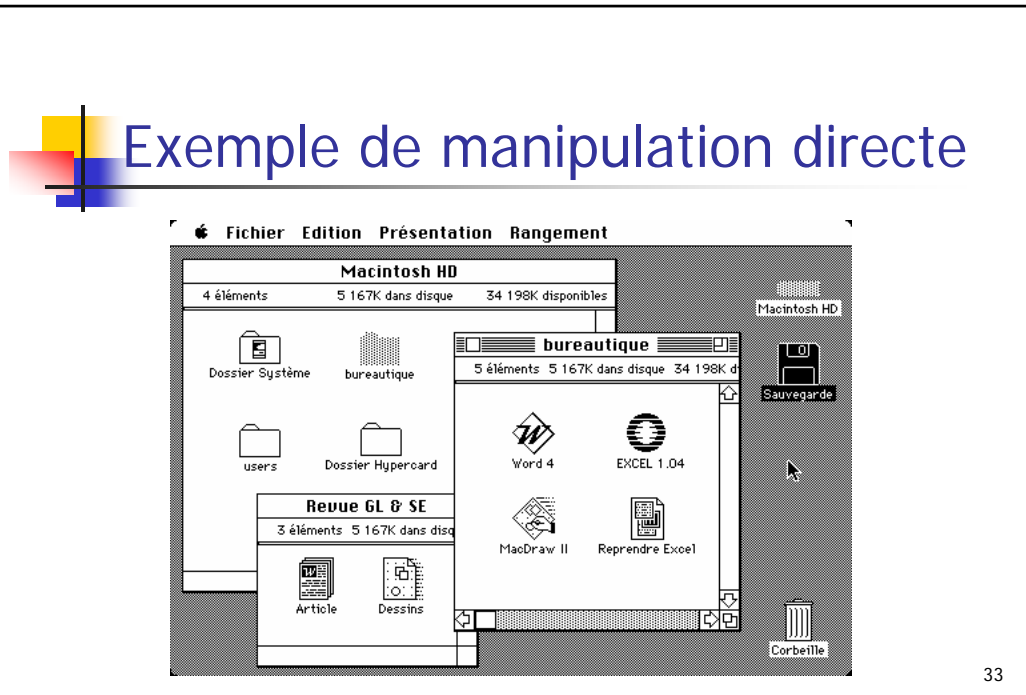 Exemple de manipulation directe
Fichier Edition Présentation Rangement
Macintosh HD
4 éléments 5 167K dans disque 34 198K disponibles
Dossier Système
bureautique
users
Dossier Hypercard
bureautique
5 éléments 5 167K dans disque 34 198K d
Word 4
EXCEL 1.04
MacDraw II
Reprendre Excel
Revue GL & SE
3 éléments 5 167K dans disq
Article
Dessins
Macintosh HD
Sauvegarde
Corbeille
33